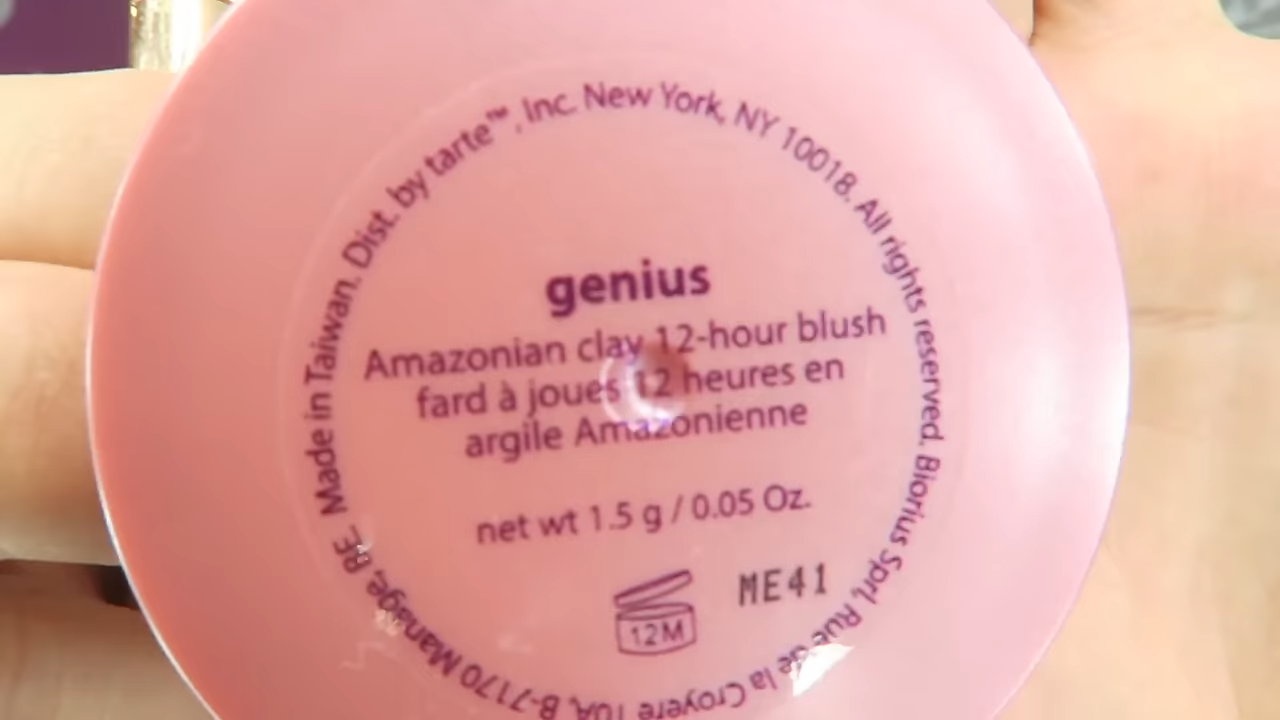 Made in Taiwan. Dist. by tarte™, Inc. New York, NY 10018. All rights reserved. Biorius Sprl, Rue de la Croyere 10A, B-7170 Manage, BE.
genius
Amazonian clay 12-hour blush
fard à joues 12 heures en
argile Amazonienne
net wt 1.5 g / 0.05 Oz.
ME41
12M